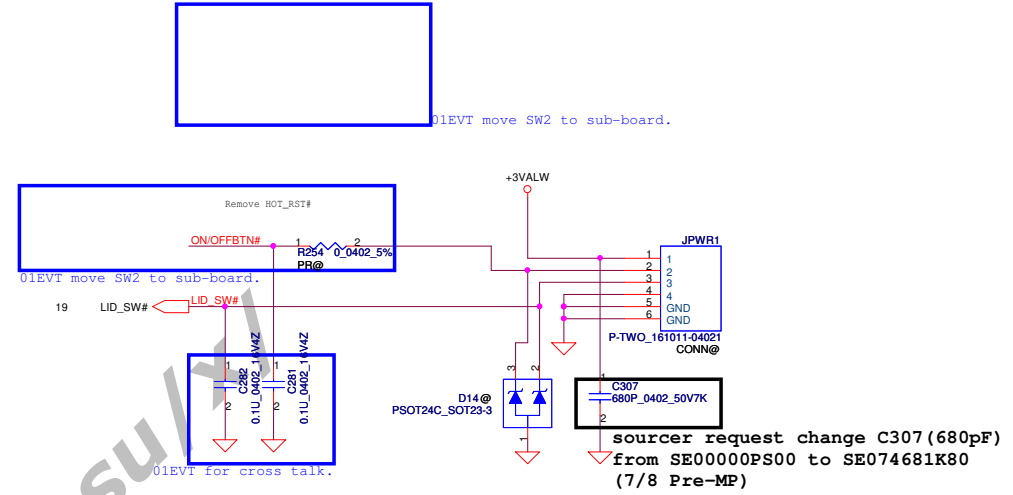 01EVT move SW2 to sub-board.
+3VALW
Remove HOT_RST#
ON/OFFBTN#
1
2
R254
0_0402_5%
PR@
JPWR1
1
1
2
2
3
3
4
4
5
GND
6
GND
P-TWO_161011-04021
CONN@
01EVT move SW2 to sub-board.
19
LID_SW#
LID_SW#
1
2
C282
0.1U_0402_16V4Z
1
2
C281
0.1U_0402_16V4Z
3
2
1
D14@
PSOT24C_SOT23-3
1
C307
680P_0402_50V7K
2
sourcer request change C307(680pF)
from SE00000PS00 to SE074681K80
(7/8 Pre-MP)
01EVT for cross talk.
su/x/